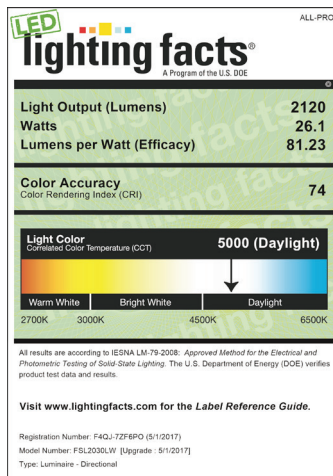 ALL-PRO
LED
lighting facts®
A Program of the U.S. DOE
Light Output (Lumens) 2120
Watts 26.1
Lumens per Watt (Efficacy) 81.23
Color Accuracy
Color Rendering Index (CRI) 74
Light Color
Correlated Color Temperature (CCT) 5000 (Daylight)
Warm White Bright White Daylight
2700K 3000K 4500K 6500K
All results are according to IESNA LM-79-2008: Approved Method for the Electrical and
Photometric Testing of Solid-State Lighting. The U.S. Department of Energy (DOE) verifies
product test data and results.
Visit www.lightingfacts.com for the Label Reference Guide.
Registration Number: F4QJ-7ZF6PO (5/1/2017)
Model Number: FSL2030LW [Upgrade : 5/1/2017]
Type: Luminaire - Directional